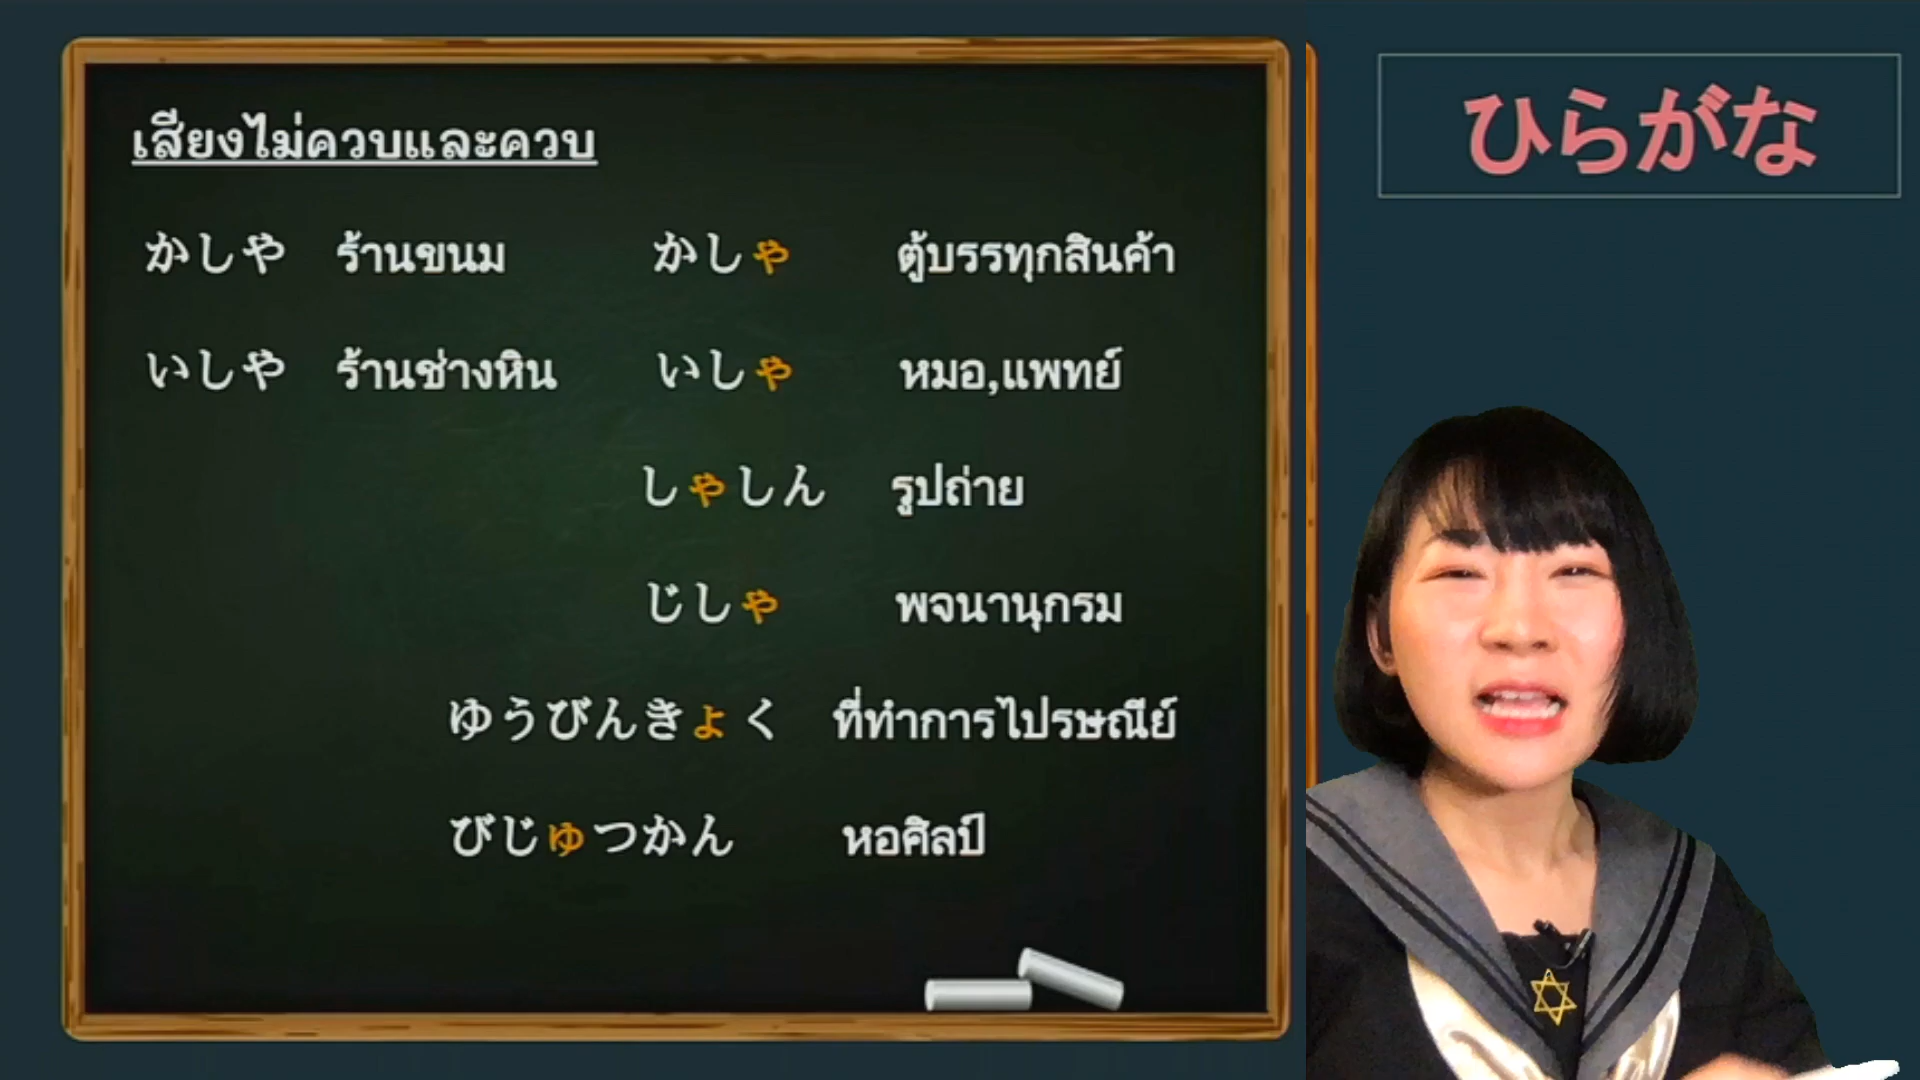 เสียงไม่ควบและควบ
かしや ร้านขนม かしゃ ตู้บรรทุกสินค้า
いしや ร้านช่างหิน いしゃ หมอ,แพทย์
しゃしん รูปถ่าย
じしゃ พจนานุกรม
ゆうびんきょく ที่ทำการไปรษณีย์
びじゅつかん หอศิลป์
ひらがな